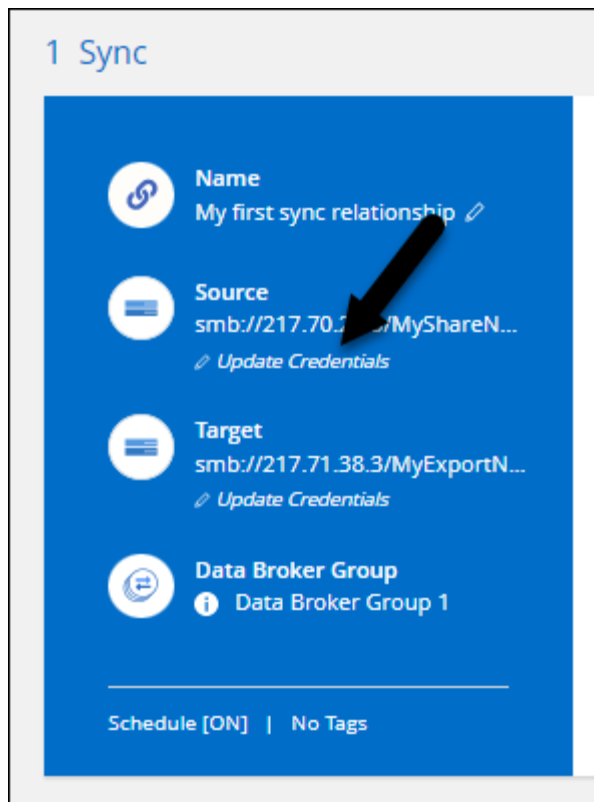 1 Sync
Name
My first sync relationship
Source
smb://217.70.2 3/MyShareN...
Update Credentials
Target
smb://217.71.38.3/MyExportN...
Update Credentials
Data Broker Group
Data Broker Group 1
Schedule [ON] | No Tags